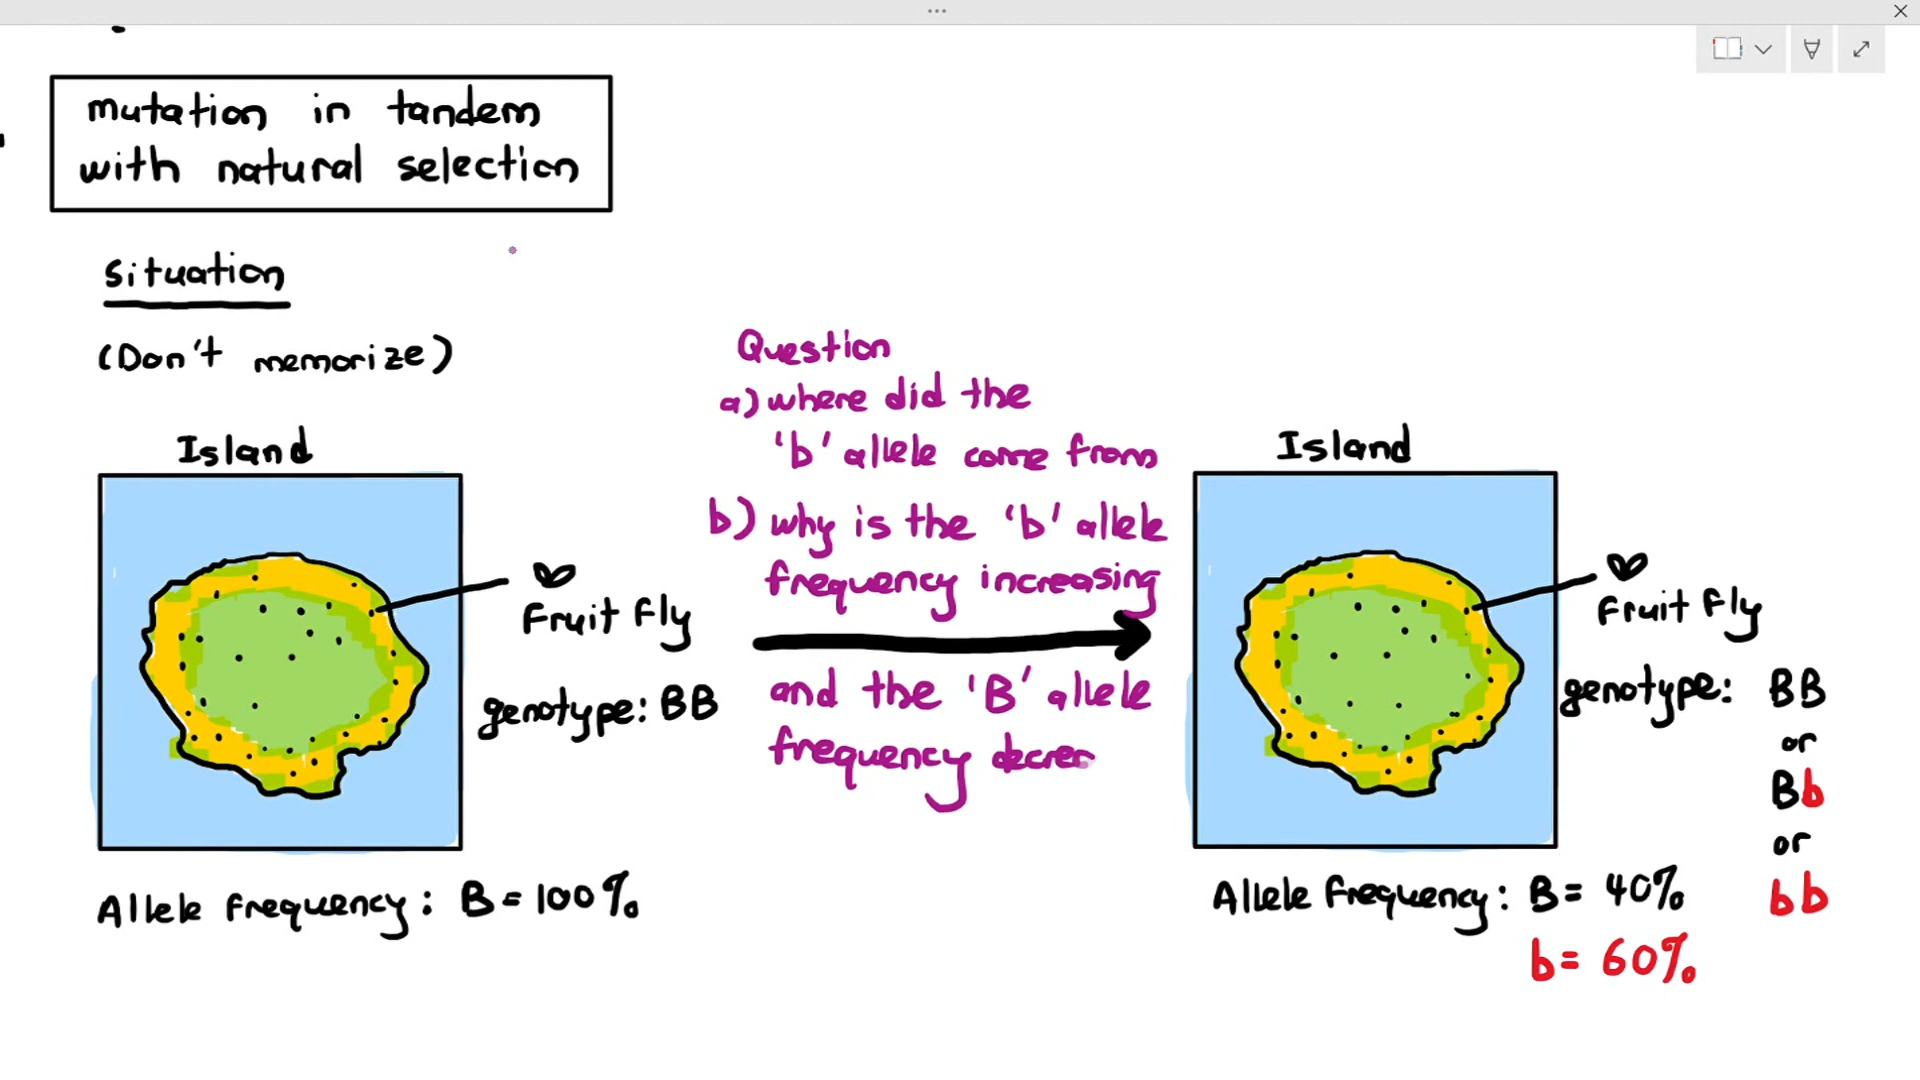 mutation in tandem
with natural selection
situation
(Don't memorize)
Question
a) where did the
'b' allele come from
b) why is the 'b' allele
frequency increasing
and the 'B' allele
frequency decrea
Island
Fruit fly
genotype: BB
Allele frequency: B = 100%
Island
Fruit fly
genotype: BB
or
Bb
or
bb
Allele frequency: B = 40%
b = 60%